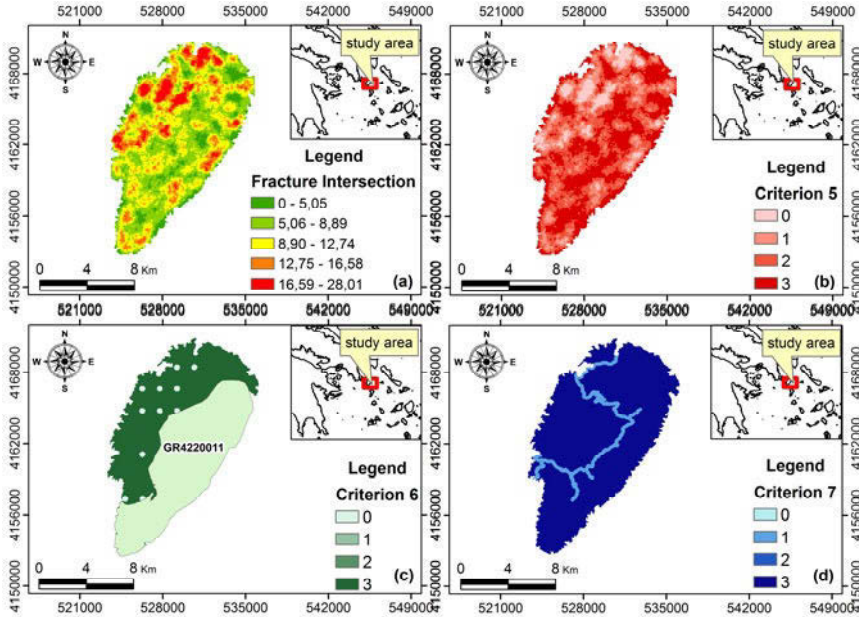 521000 528000 535000 542000 549000
521000 528000 535000 542000 549000
4168000
4162000
4156000
4150000
N
W E
S
study area
Legend
Fracture Intersection
0 - 5,05
5,06 - 8,89
8,90 - 12,74
12,75 - 16,58
16,59 - 28,01
0 4 8 Km
(a)
N
W E
S
study area
4168000
4162000
4156000
4150000
Legend
Criterion 5
0
1
2
3
0 4 8 Km
(b)
521000 528000 535000 542000 549000
521000 528000 535000 542000 549000
4168000
4162000
4156000
4150000
N
W E
S
study area
GR4220011
Legend
Criterion 6
0
1
2
3
0 4 8 Km
(c)
N
W E
S
study area
4168000
4162000
4156000
4150000
Legend
Criterion 7
0
1
2
3
0 4 8 Km
(d)
521000 528000 535000 542000 549000
521000 528000 535000 542000 549000